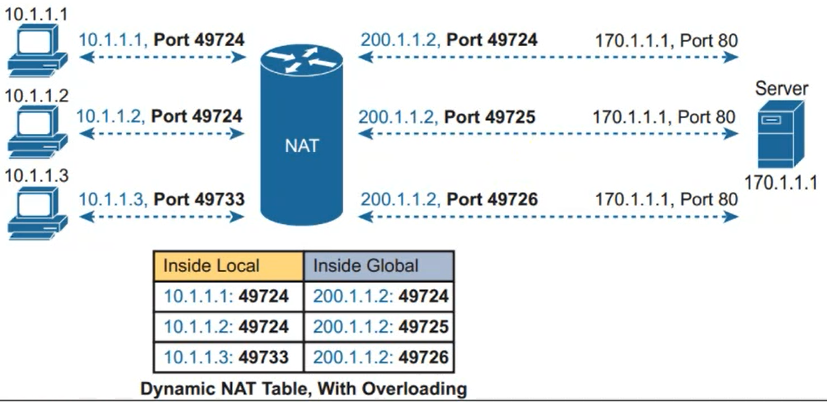 10.1.1.1
10.1.1.1, Port 49724
200.1.1.2, Port 49724
170.1.1.1, Port 80
10.1.1.2
10.1.1.2, Port 49724
NAT
200.1.1.2, Port 49725
170.1.1.1, Port 80
Server
170.1.1.1
10.1.1.3
10.1.1.3, Port 49733
200.1.1.2, Port 49726
170.1.1.1, Port 80
Inside Local Inside Global
10.1.1.1: 49724 200.1.1.2: 49724
10.1.1.2: 49724 200.1.1.2: 49725
10.1.1.3: 49733 200.1.1.2: 49726
Dynamic NAT Table, With Overloading